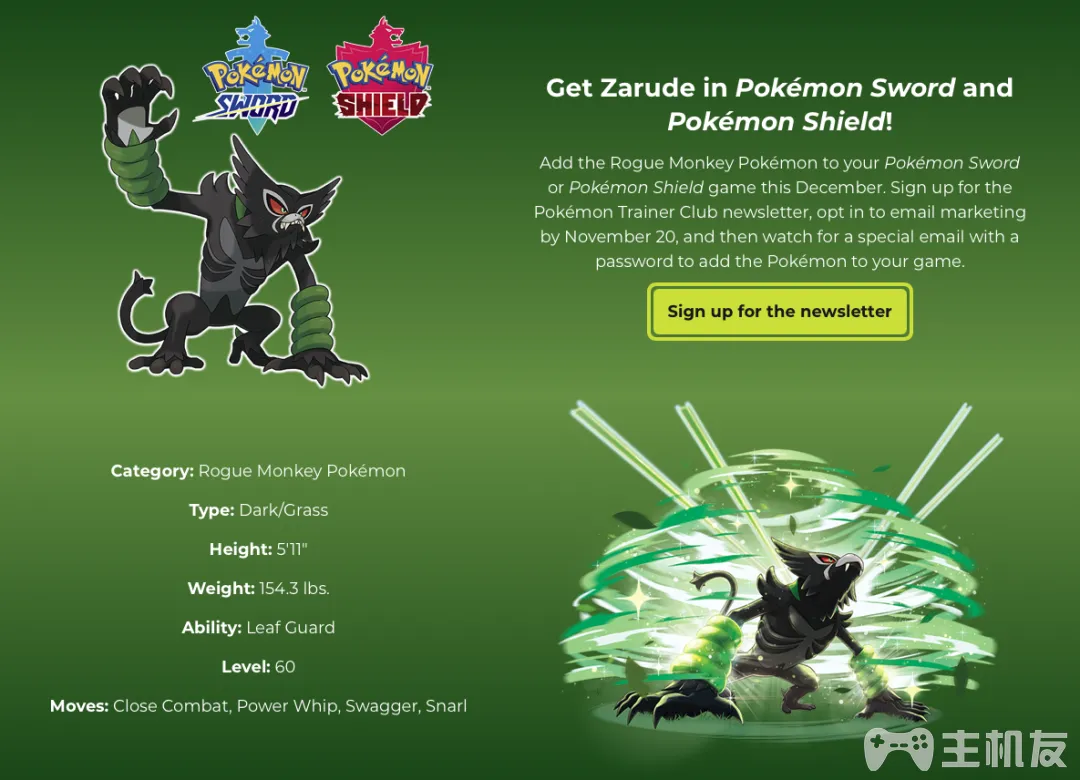 POKÉMON
SWORD
POKÉMON
SHIELD
Get Zarude in Pokémon Sword and
Pokémon Shield!
Add the Rogue Monkey Pokémon to your Pokémon Sword
or Pokémon Shield game this December. Sign up for the
Pokémon Trainer Club newsletter, opt in to email marketing
by November 20, and then watch for a special email with a
password to add the Pokémon to your game.
Sign up for the newsletter
Category: Rogue Monkey Pokémon
Type: Dark/Grass
Height: 5'11"
Weight: 154.3 lbs.
Ability: Leaf Guard
Level: 60
Moves: Close Combat, Power Whip, Swagger, Snarl
主机友